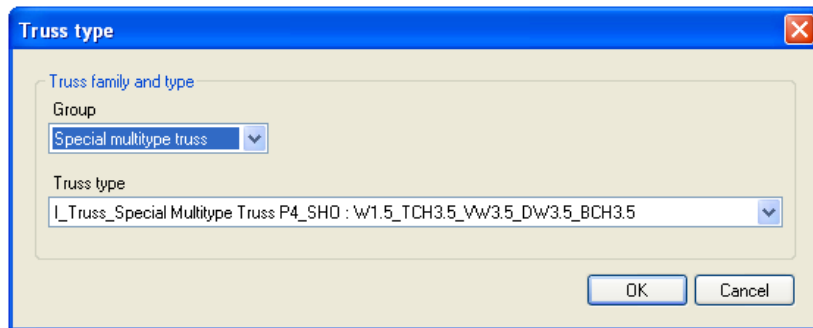 Truss type
Truss family and type
Group
Special multitype truss
Truss type
I_Truss_Special Multitype Truss P4_SHO : W1.5_TCH3.5_VW3.5_DW3.5_BCH3.5
OK Cancel